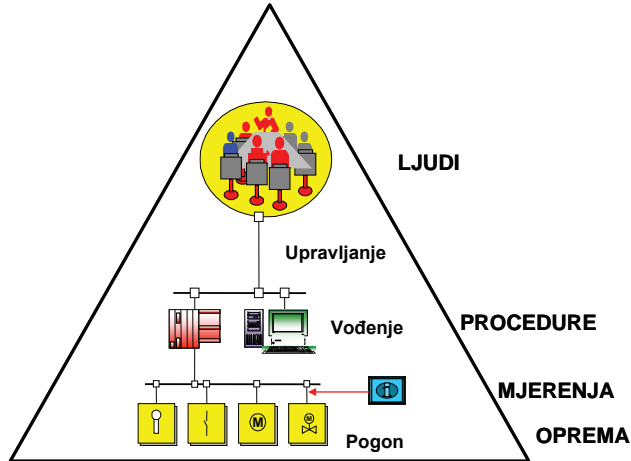 LJUDI
Upravljanje
Vođenje
PROCEDURE
MJERENJA
i
M
M
Pogon
OPREMA